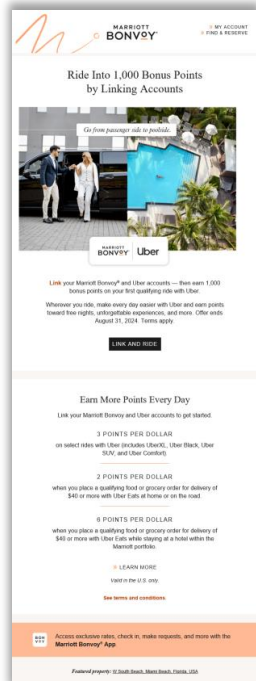 MARRIOTT
BONVOY
MY ACCOUNT
FIND & RESERVE
Ride Into 1,000 Bonus Points
by Linking Accounts
Go from passenger ride to poolside.
MARRIOTT
BONVOY Uber
Link your Marriott Bonvoy® and Uber accounts — then earn 1,000
bonus points on your first qualifying ride with Uber.
Wherever you ride, make every day easier with Uber and earn points
toward free nights, unforgettable experiences, and more. Offer ends
August 31, 2024. Terms apply.
LINK AND RIDE
Earn More Points Every Day
Link your Marriott Bonvoy and Uber accounts to get started.
3 POINTS PER DOLLAR
on select rides with Uber (includes UberXL, Uber Black, Uber
SUV, and Uber Comfort).
2 POINTS PER DOLLAR
when you place a qualifying food or grocery order for delivery of
$40 or more with Uber Eats at home or on the road.
6 POINTS PER DOLLAR
when you place a qualifying food or grocery order for delivery of
$40 or more with Uber Eats while staying at a hotel within the
Marriott portfolio.
LEARN MORE
Valid in the U.S. only.
See terms and conditions.
BON
VOY
Access exclusive rates, check in, make requests, and more with the
Marriott Bonvoy® App
Featured property: W South Beach, Miami Beach, Florida, USA